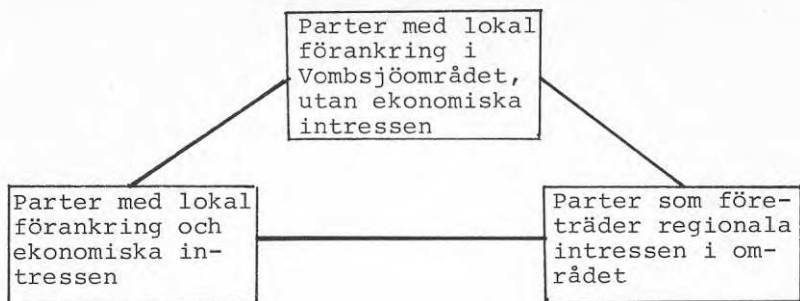 Parter med lokal
förankring i
Vombsjöområdet,
utan ekonomiska
intressen
Parter med lokal
förankring och
ekonomiska in-
tressen
Parter som före-
träder regionala
intressen i om-
rådet